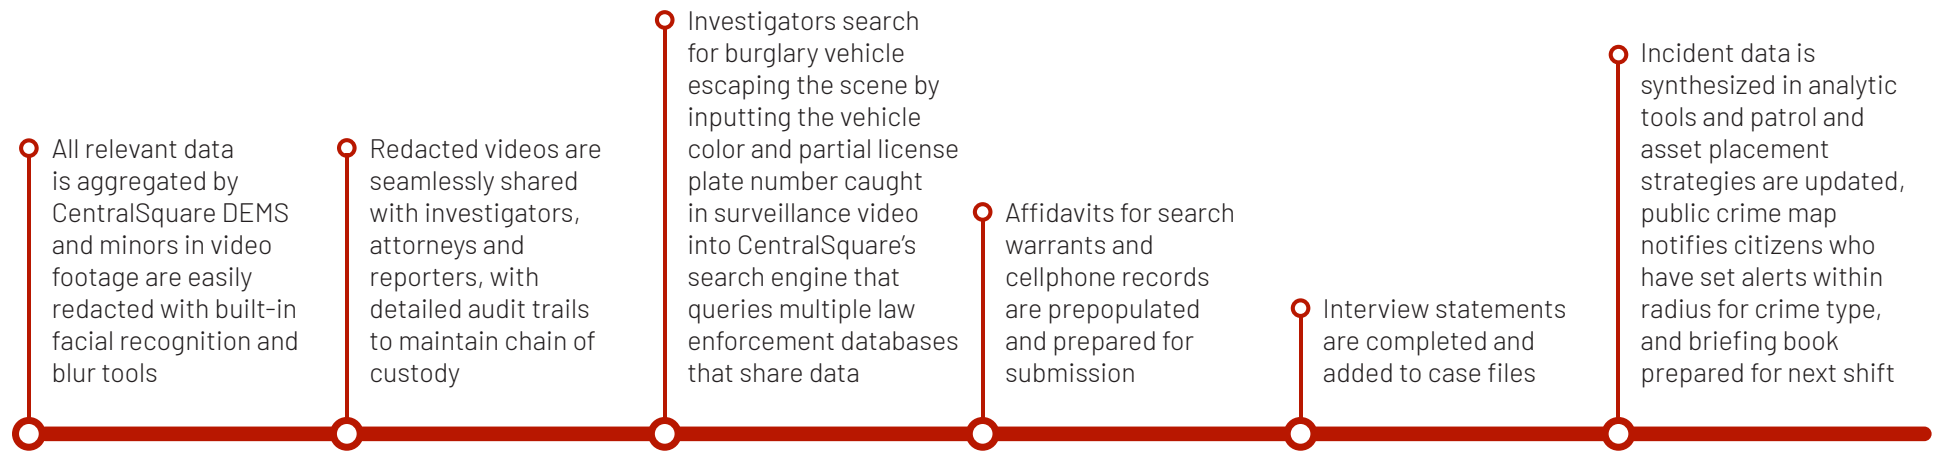 All relevant data
is aggregated by
CentralSquare DEMS
and minors in video
footage are easily
redacted with built-in
facial recognition and
blur tools
Redacted videos are
seamlessly shared
with investigators,
attorneys and
reporters, with
detailed audit trails
to maintain chain of
custody
Investigators search
for burglary vehicle
escaping the scene by
inputting the vehicle
color and partial license
plate number caught
in surveillance video
into CentralSquare’s
search engine that
queries multiple law
enforcement databases
that share data
Affidavits for search
warrants and
cellphone records
are prepopulated
and prepared for
submission
Interview statements
are completed and
added to case files
Incident data is
synthesized in analytic
tools and patrol and
asset placement
strategies are updated,
public crime map
notifies citizens who
have set alerts within
radius for crime type,
and briefing book
prepared for next shift